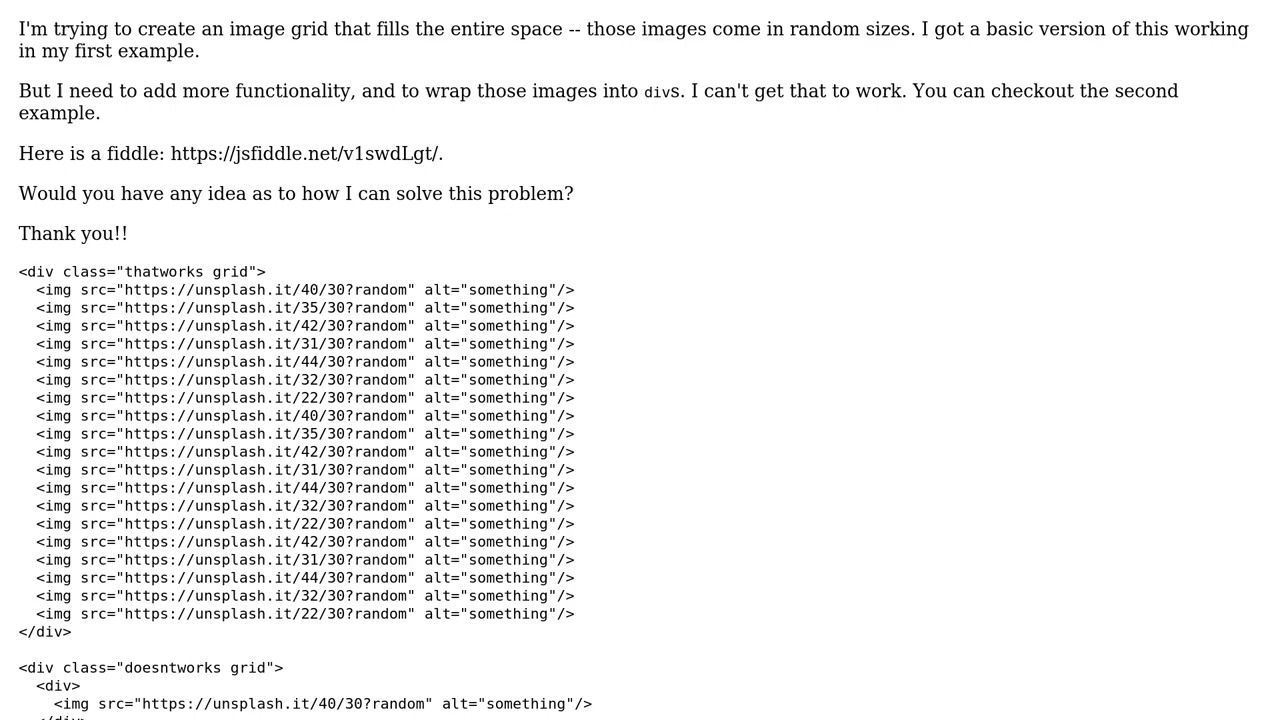 I'm trying to create an image grid that fills the entire space -- those images come in random sizes. I got a basic version of this working
in my first example.
But I need to add more functionality, and to wrap those images into divs. I can't get that to work. You can checkout the second
example.
Here is a fiddle: https://jsfiddle.net/v1swdLgt/.
Would you have any idea as to how I can solve this problem?
Thank you!!
<div class="thatworks grid">
  <img src="https://unsplash.it/40/30?random" alt="something"/>
  <img src="https://unsplash.it/35/30?random" alt="something"/>
  <img src="https://unsplash.it/42/30?random" alt="something"/>
  <img src="https://unsplash.it/31/30?random" alt="something"/>
  <img src="https://unsplash.it/44/30?random" alt="something"/>
  <img src="https://unsplash.it/32/30?random" alt="something"/>
  <img src="https://unsplash.it/22/30?random" alt="something"/>
  <img src="https://unsplash.it/40/30?random" alt="something"/>
  <img src="https://unsplash.it/35/30?random" alt="something"/>
  <img src="https://unsplash.it/42/30?random" alt="something"/>
  <img src="https://unsplash.it/31/30?random" alt="something"/>
  <img src="https://unsplash.it/44/30?random" alt="something"/>
  <img src="https://unsplash.it/32/30?random" alt="something"/>
  <img src="https://unsplash.it/22/30?random" alt="something"/>
  <img src="https://unsplash.it/42/30?random" alt="something"/>
  <img src="https://unsplash.it/31/30?random" alt="something"/>
  <img src="https://unsplash.it/44/30?random" alt="something"/>
  <img src="https://unsplash.it/32/30?random" alt="something"/>
  <img src="https://unsplash.it/22/30?random" alt="something"/>
</div>
<div class="doesntworks grid">
  <div>
    <img src="https://unsplash.it/40/30?random" alt="something"/>
  </div>